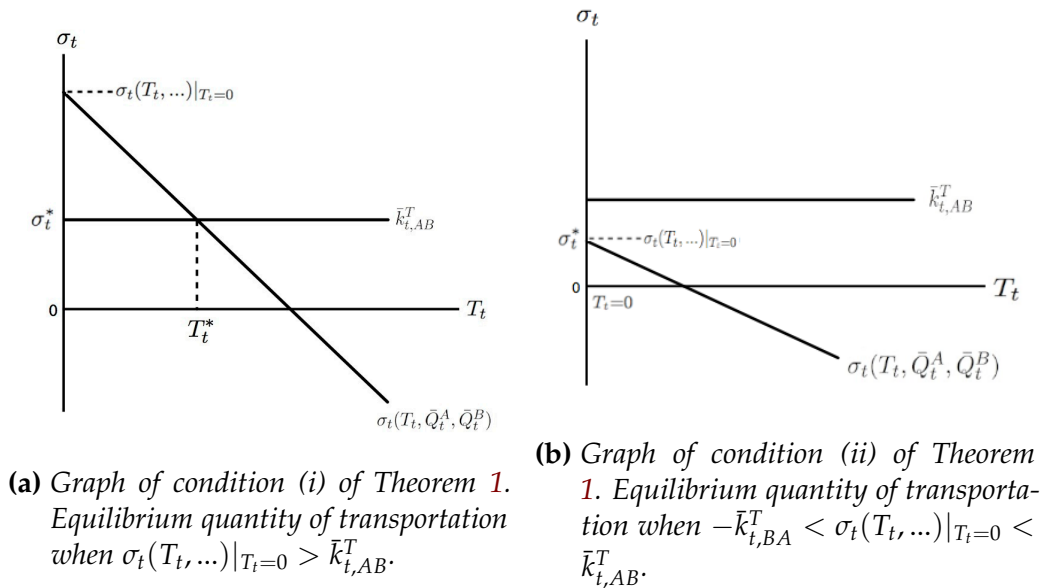 σ_t
σ_t(T_t, ...)|_{T_t=0}
σ_t^*
k̄_{t,AB}^T
0
T_t
T_t^*
σ_t(T_t, Q̄_t^A, Q̄_t^B)
(a) Graph of condition (i) of Theorem 1.
Equilibrium quantity of transportation
when σ_t(T_t, ...)|_{T_t=0} > k̄_{t,AB}^T.
σ_t
k̄_{t,AB}^T
σ_t^*
σ_t(T_t, ...)|_{T_t=0}
0
T_t=0
T_t
σ_t(T_t, Q̄_t^A, Q̄_t^B)
(b) Graph of condition (ii) of Theorem
1. Equilibrium quantity of transporta-
tion when −k̄_{t,BA}^T < σ_t(T_t, ...)|_{T_t=0} <
k̄_{t,AB}^T.